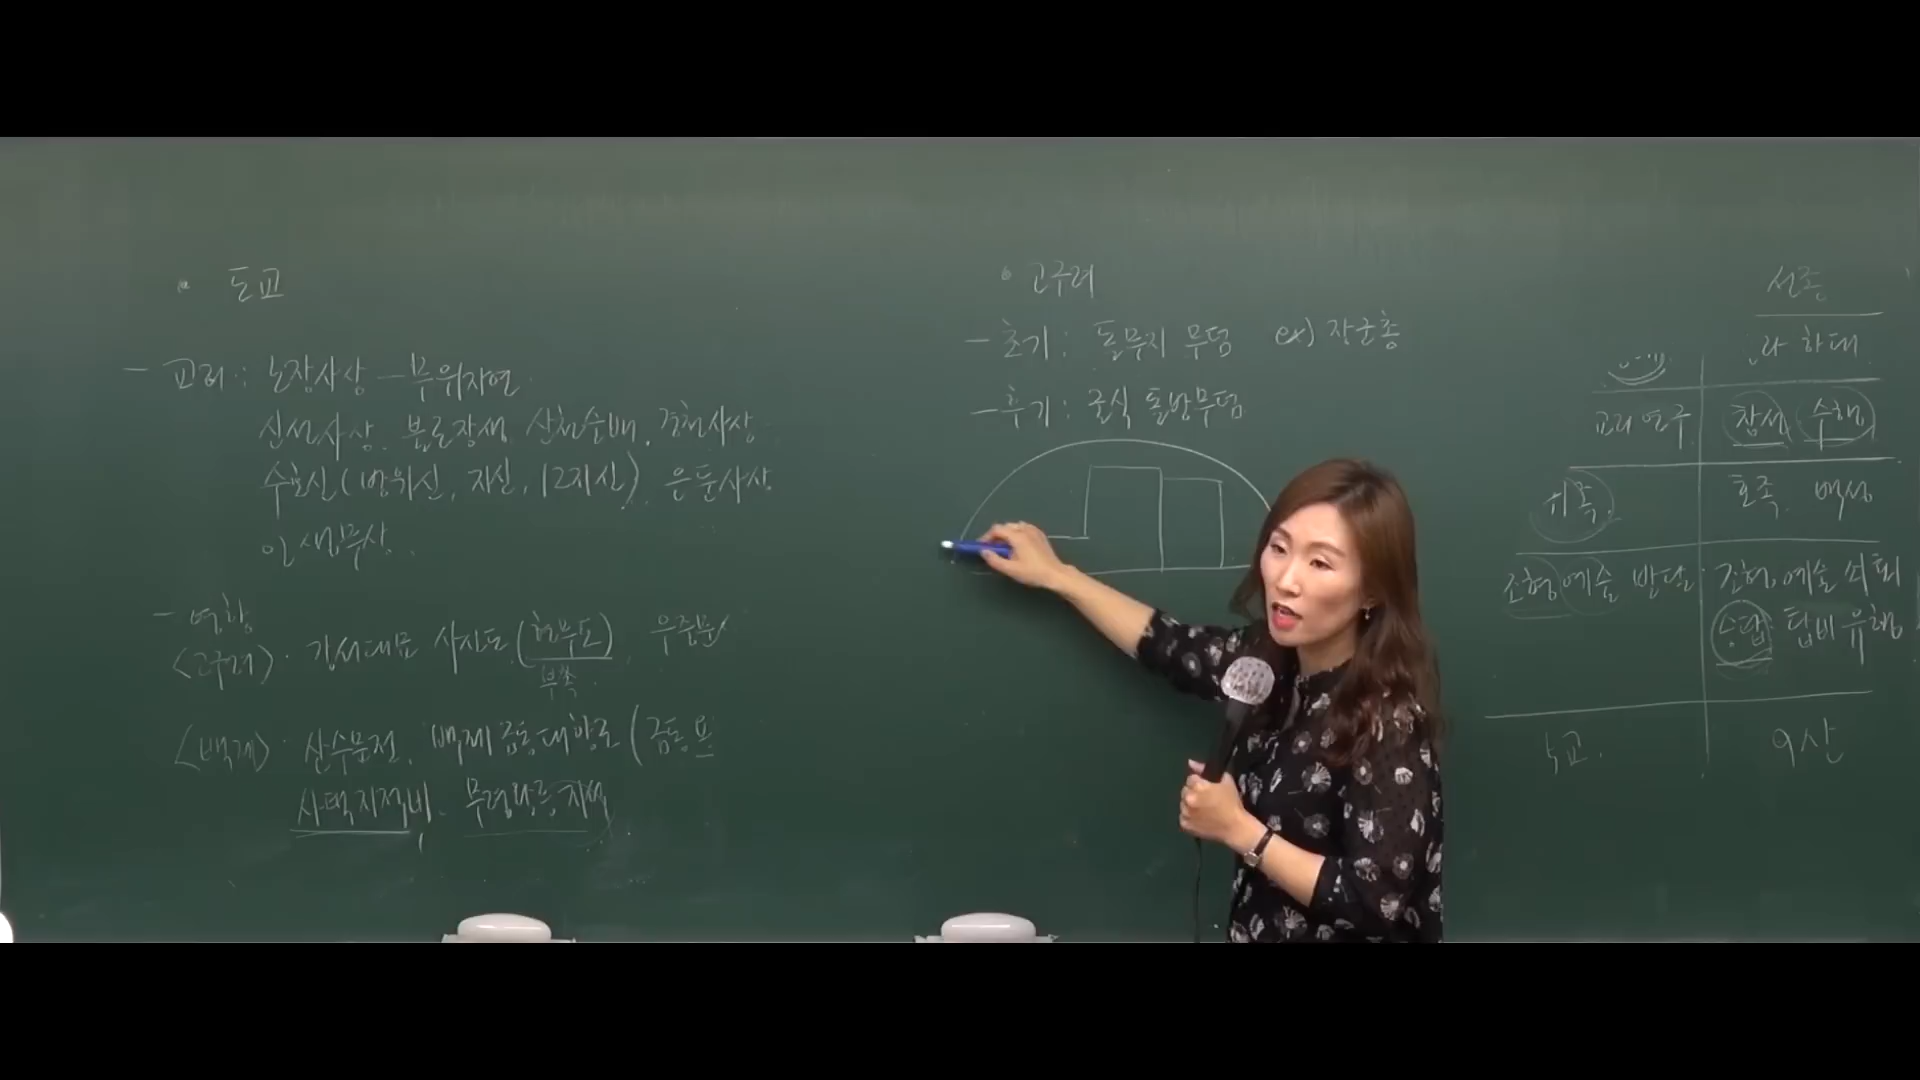 • 도교
- 교리 : 노장사상 - 무위자연
신선사상, 불로장생, 산천숭배, 경천사상
수호신(방위신, 지신, 12지신), 은둔사상
인생무상
- 영향
<고구려> · 강서대묘 사신도 (현무도), 우주문
북쪽
<백제> · 산수문전, 백제 금동대향로 (금동
사택지적비, 무령왕릉 지석
• 고구려
- 초기 : 돌무지 무덤 ex) 장군총
- 후기 : 굴식 돌방무덤
선종
라 하대
교리 연구 참선 수행
귀족 호족 백성
조형예술 발달 조형, 예술 쇠퇴
승탑 탑비 유행
5교 9산